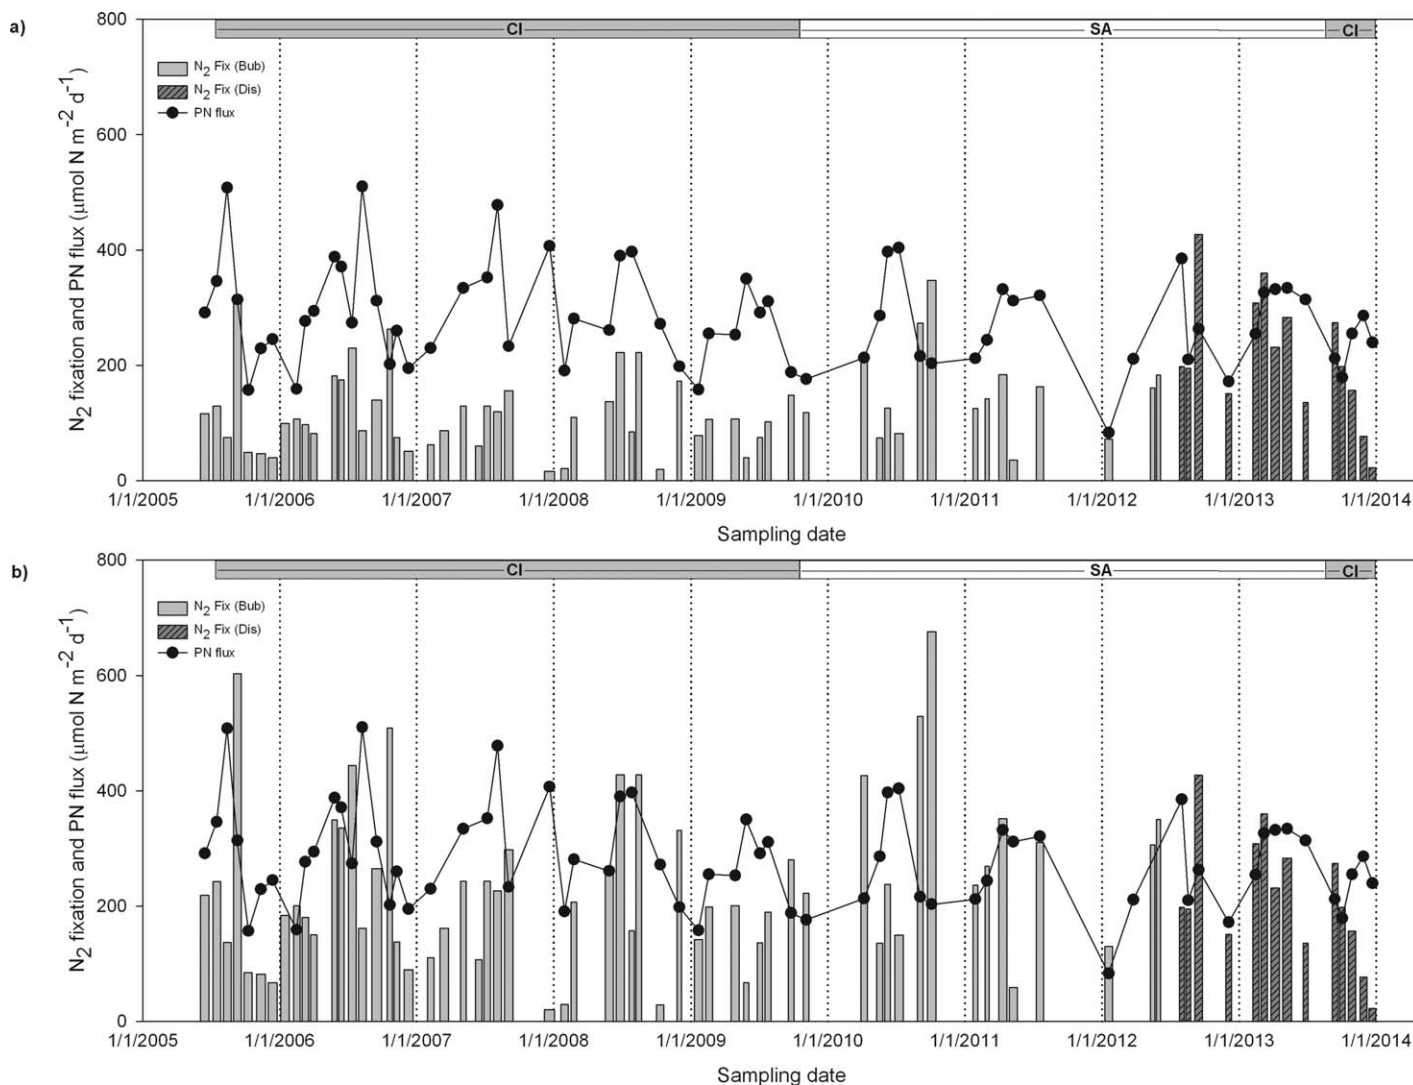 a)
CI
SA
CI
N2 Fix (Bub)
N2 Fix (Dis)
PN flux
N2 fixation and PN flux (µmol N m-2 d-1)
800
600
400
200
0
1/1/2005 1/1/2006 1/1/2007 1/1/2008 1/1/2009 1/1/2010 1/1/2011 1/1/2012 1/1/2013 1/1/2014
Sampling date
b)
CI
SA
CI
N2 Fix (Bub)
N2 Fix (Dis)
PN flux
N2 fixation and PN flux (µmol N m-2 d-1)
800
600
400
200
0
1/1/2005 1/1/2006 1/1/2007 1/1/2008 1/1/2009 1/1/2010 1/1/2011 1/1/2012 1/1/2013 1/1/2014
Sampling date